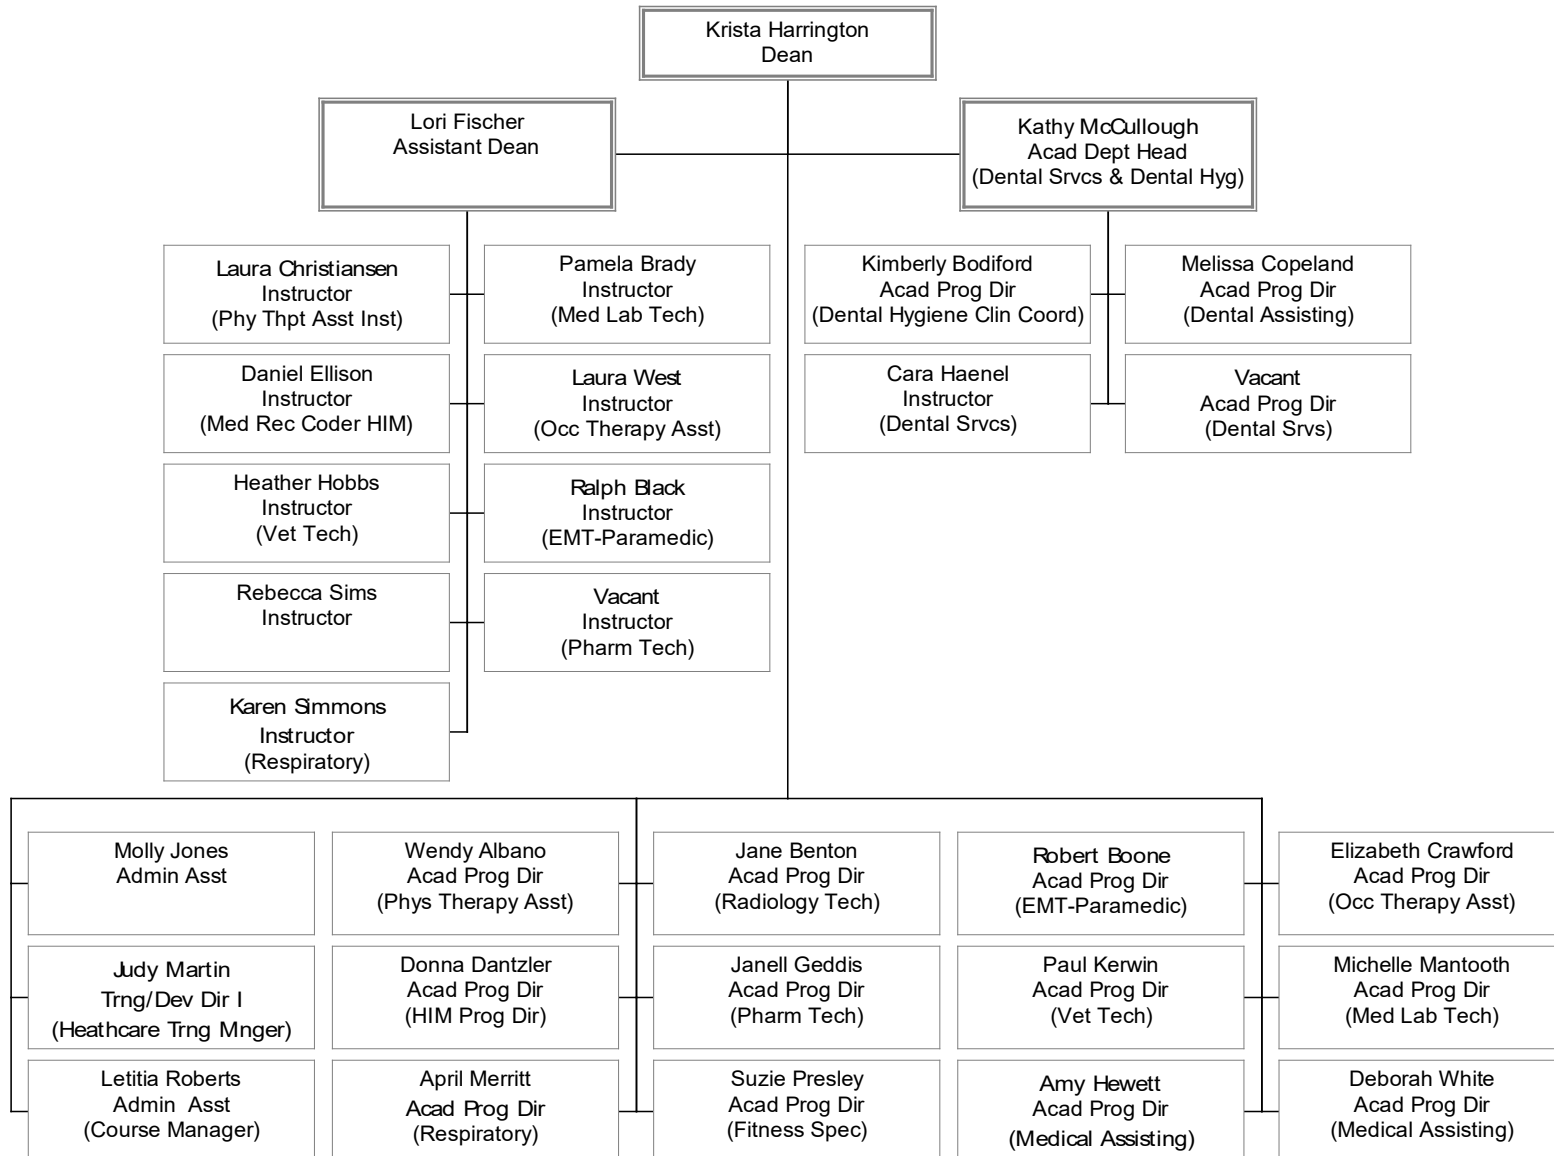 Krista Harrington
Dean
Lori Fischer
Assistant Dean
Kathy McCullough
Acad Dept Head
(Dental Srvcs & Dental Hyg)
Laura Christiansen
Instructor
(Phy Thpt Asst Inst)
Pamela Brady
Instructor
(Med Lab Tech)
Kimberly Bodiford
Acad Prog Dir
(Dental Hygiene Clin Coord)
Melissa Copeland
Acad Prog Dir
(Dental Assisting)
Daniel Ellison
Instructor
(Med Rec Coder HIM)
Laura West
Instructor
(Occ Therapy Asst)
Cara Haenel
Instructor
(Dental Srvcs)
Vacant
Acad Prog Dir
(Dental Srvs)
Heather Hobbs
Instructor
(Vet Tech)
Ralph Black
Instructor
(EMT-Paramedic)
Rebecca Sims
Instructor
Vacant
Instructor
(Pharm Tech)
Karen Simmons
Instructor
(Respiratory)
Molly Jones
Admin Asst
Wendy Albano
Acad Prog Dir
(Phys Therapy Asst)
Jane Benton
Acad Prog Dir
(Radiology Tech)
Robert Boone
Acad Prog Dir
(EMT-Paramedic)
Elizabeth Crawford
Acad Prog Dir
(Occ Therapy Asst)
Judy Martin
Trng/Dev Dir I
(Heathcare Trng Mnger)
Donna Dantzler
Acad Prog Dir
(HIM Prog Dir)
Janell Geddis
Acad Prog Dir
(Pharm Tech)
Paul Kerwin
Acad Prog Dir
(Vet Tech)
Michelle Mantooth
Acad Prog Dir
(Med Lab Tech)
Letitia Roberts
Admin Asst
(Course Manager)
April Merritt
Acad Prog Dir
(Respiratory)
Suzie Presley
Acad Prog Dir
(Fitness Spec)
Amy Hewett
Acad Prog Dir
(Medical Assisting)
Deborah White
Acad Prog Dir
(Medical Assisting)